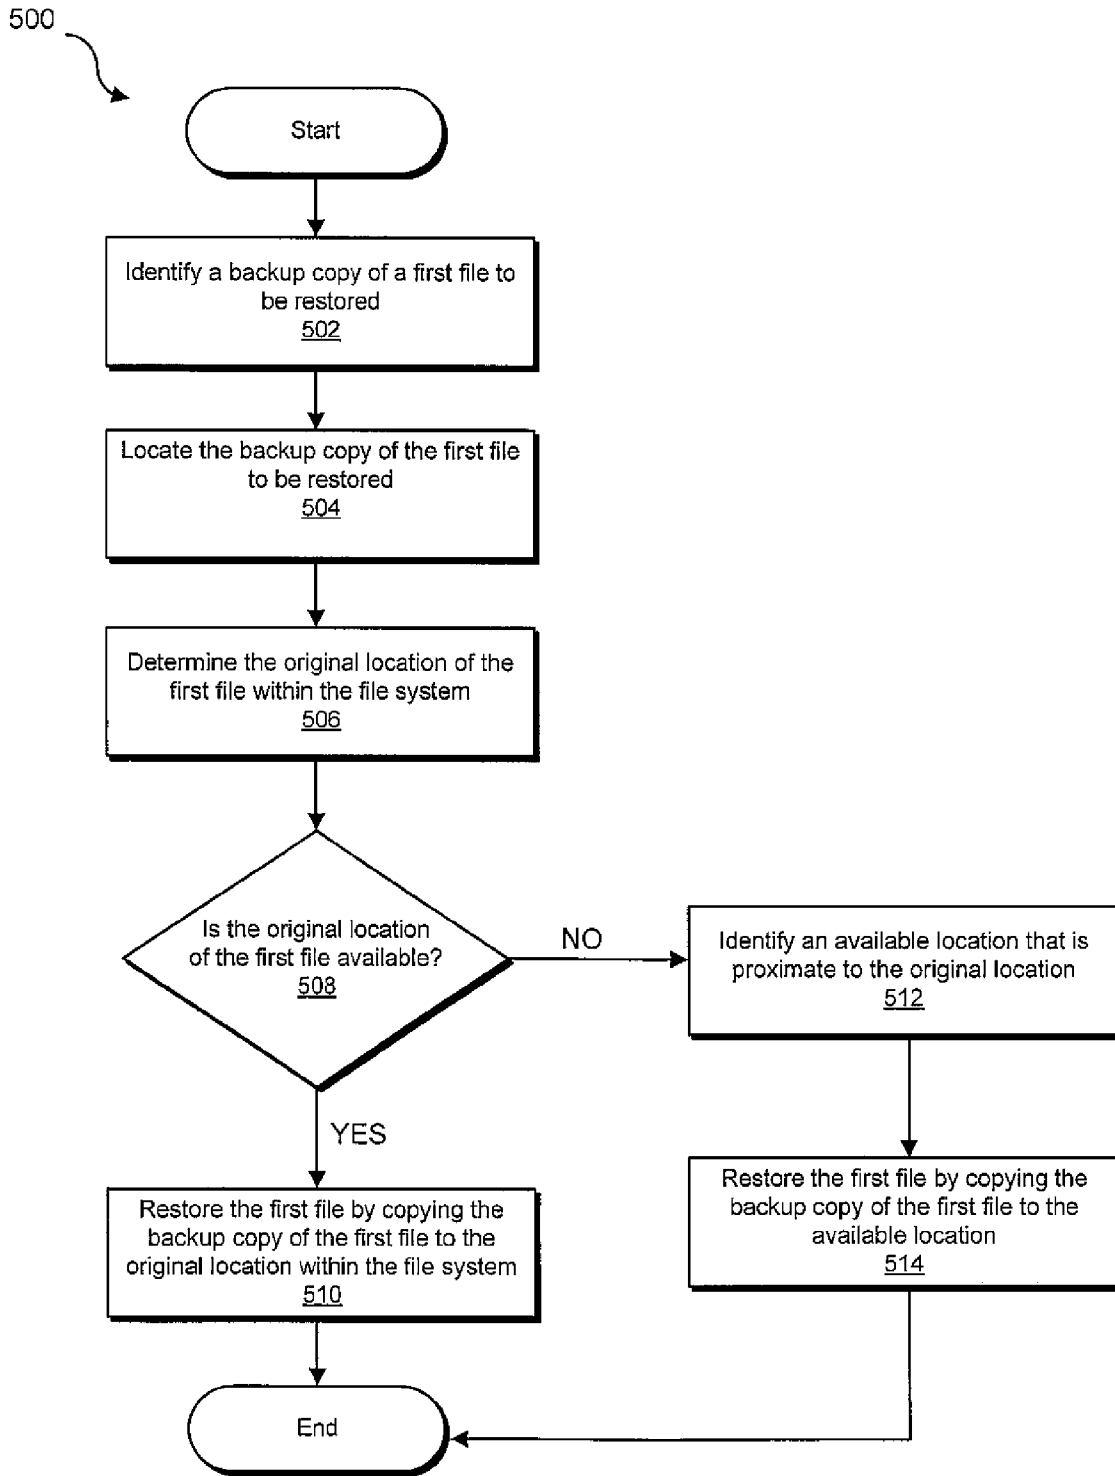 500
Start
Identify a backup copy of a first file to
be restored
502
Locate the backup copy of the first file
to be restored
504
Determine the original location of the
first file within the file system
506
Is the original location
of the first file available?
508
NO
Identify an available location that is
proximate to the original location
512
YES
Restore the first file by copying the
backup copy of the first file to the
original location within the file system
510
Restore the first file by copying the
backup copy of the first file to the
available location
514
End